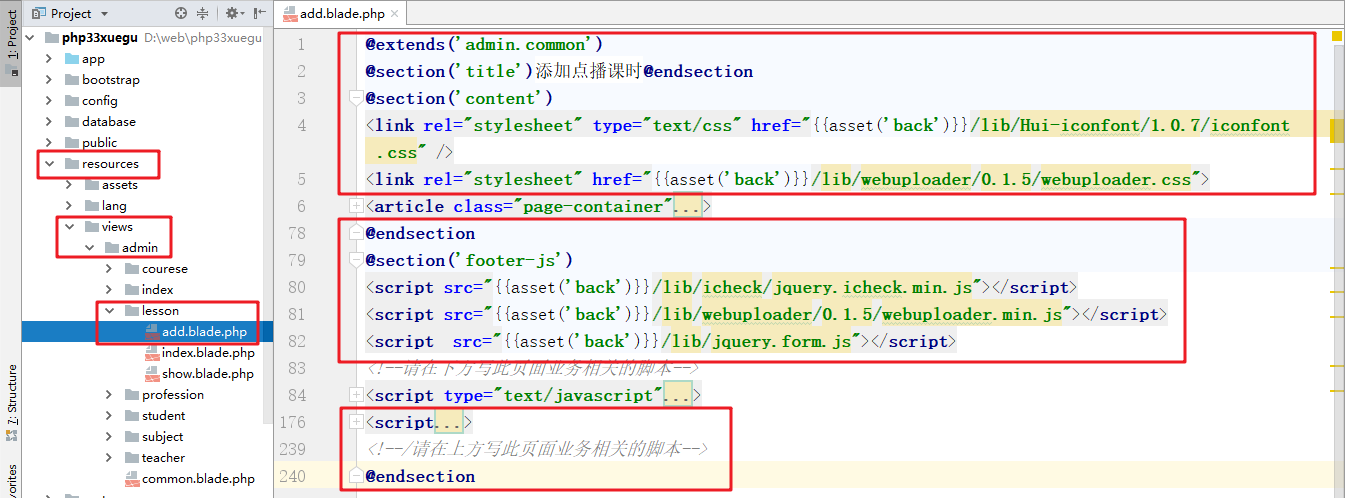 1: Project
Project
add.blade.php
php33xuegu D:\web\php33xuegu
app
bootstrap
config
database
public
resources
assets
lang
views
admin
courese
index
lesson
add.blade.php
index.blade.php
show.blade.php
profession
student
subject
teacher
common.blade.php
7: Structure
1 @extends('admin.common')
2 @section('title')添加点播课时@endsection
3 @section('content')
4 <link rel="stylesheet" type="text/css" href="{{asset('back')}}/lib/Hui-iconfont/1.0.7/iconfont
.css" />
5 <link rel="stylesheet" href="{{asset('back')}}/lib/webuploader/0.1.5/webuploader.css">
6 <article class="page-container"...>
78 @endsection
79 @section('footer-js')
80 <script src="{{asset('back')}}/lib/icheck/jquery.icheck.min.js"></script>
81 <script src="{{asset('back')}}/lib/webuploader/0.1.5/webuploader.min.js"></script>
82 <script  src="{{asset('back')}}/lib/jquery.form.js"></script>
83 <!--请在下方写此页面业务相关的脚本-->
84 <script type="text/javascript"...>
176 <script...>
239 <!--/请在上方写此页面业务相关的脚本-->
240 @endsection